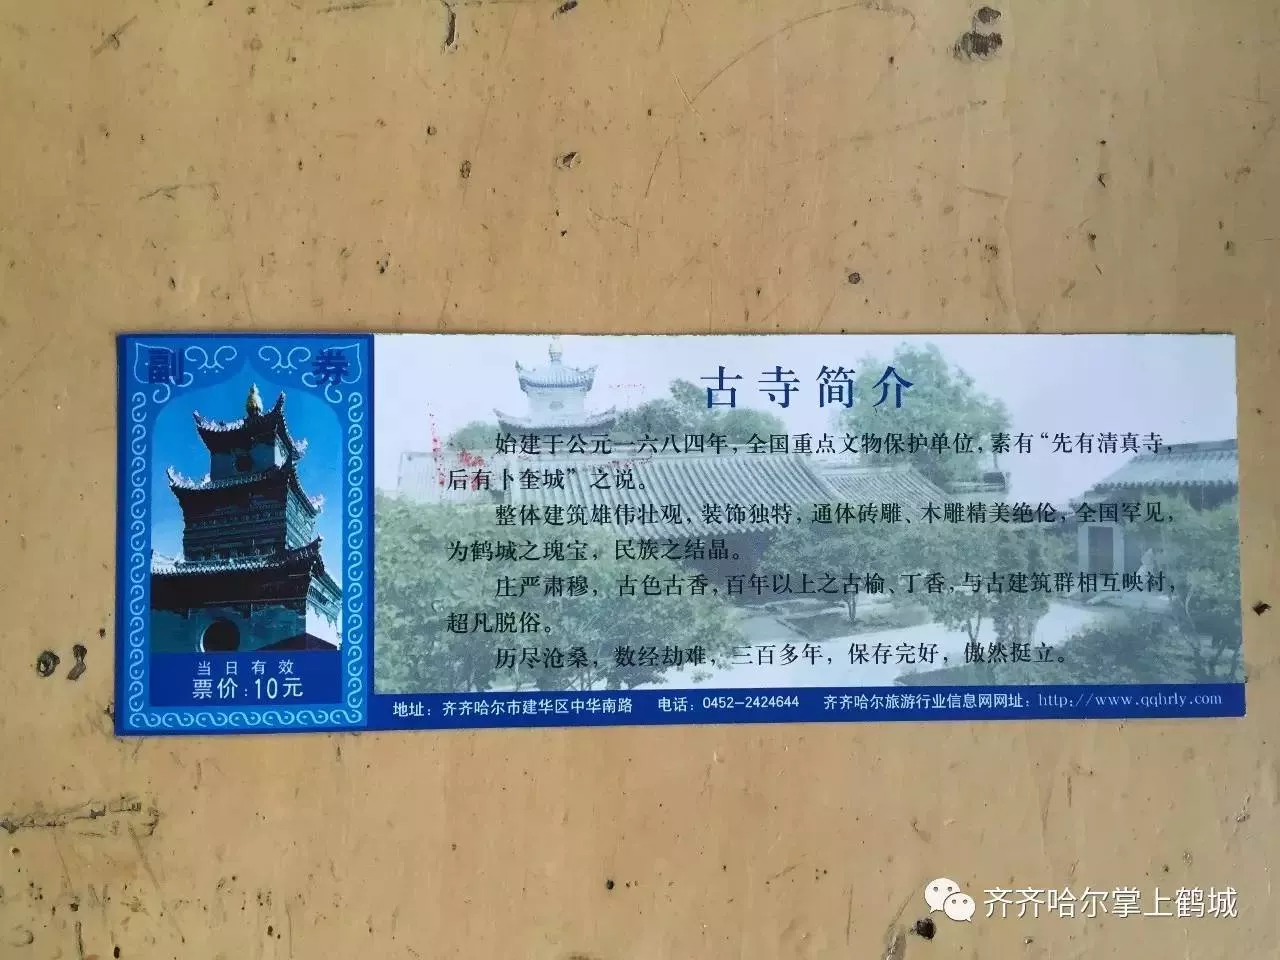 副 券
当日有效
票价:10元
古寺简介
始建于公元一六八四年,全国重点文物保护单位,素有“先有清真寺,
后有卜奎城”之说。
整体建筑雄伟壮观,装饰独特,通体砖雕、木雕精美绝伦,全国罕见,
为鹤城之瑰宝,民族之结晶。
庄严肃穆,古色古香,百年以上之古榆、丁香,与古建筑群相互映衬,
超凡脱俗。
历尽沧桑,数经劫难,三百多年,保存完好,傲然挺立。
地址:齐齐哈尔市建华区中华南路 电话:0452-2424644 齐齐哈尔旅游行业信息网网址:http://www.qqhrly.com
齐齐哈尔掌上鹤城